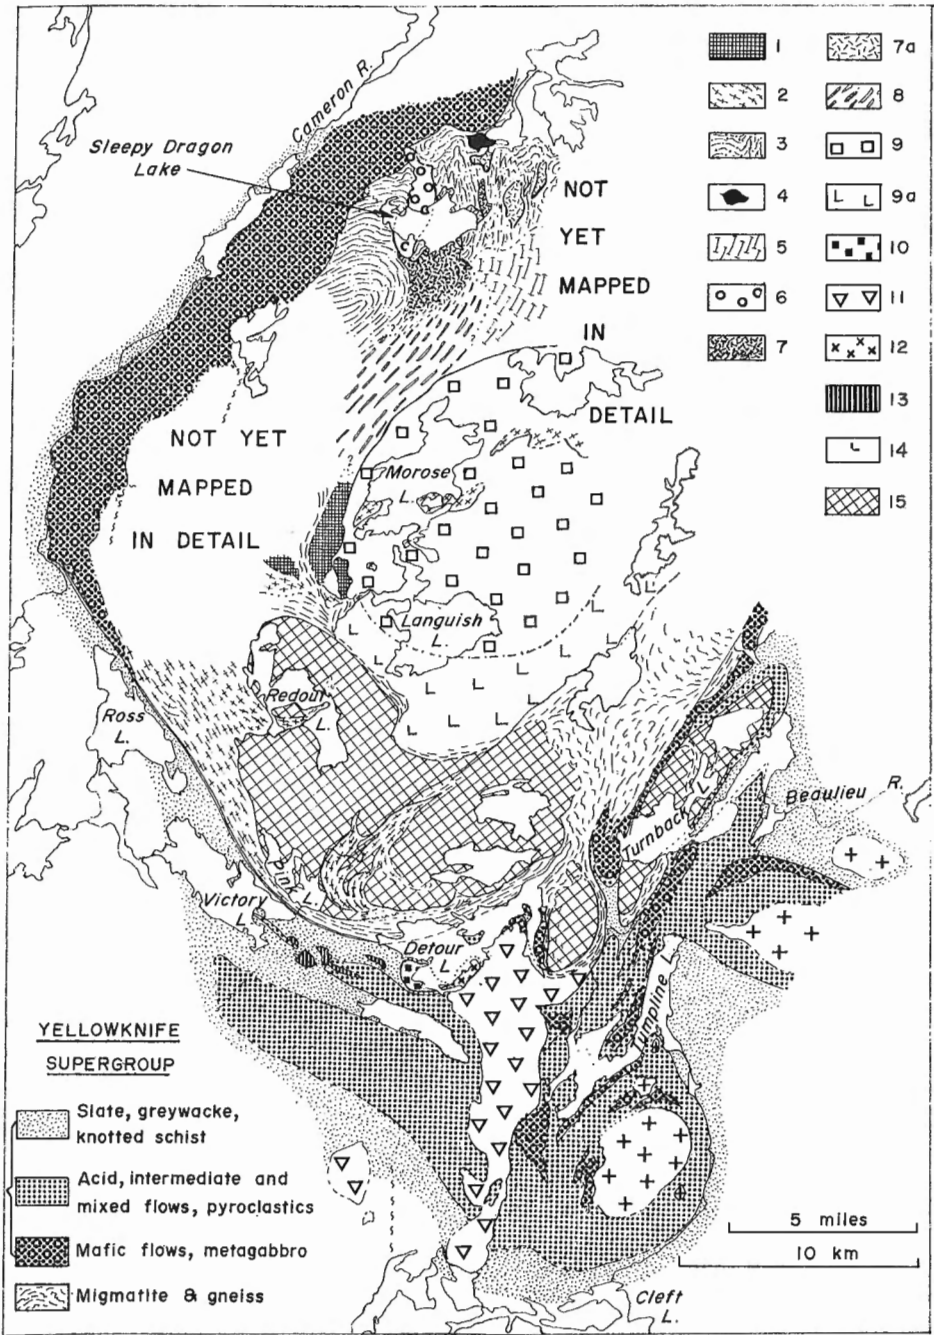 Cameron R.
Sleepy Dragon
Lake
1
2
3
4
5
6
7
7a
8
9
9a
10
11
12
13
14
15
NOT
YET
MAPPED
IN
DETAIL
NOT YET
MAPPED
IN DETAIL
Morose
L.
Languish
L.
Redout
L.
Ross
L.
Beaulieu R.
Turnback L.
Victory
L.
Detour
L.
Tumpline L.
YELLOWKNIFE
SUPERGROUP
Slate, greywacke,
knotted schist
Acid, intermediate and
mixed flows, pyroclastics
Mafic flows, metagabbro
Migmatite & gneiss
5 miles
10 km
Cleft
L.